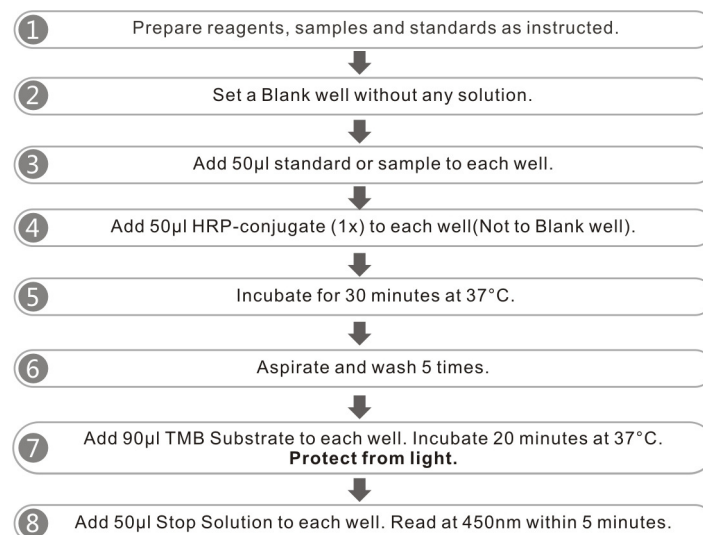 1 Prepare reagents, samples and standards as instructed.
2 Set a Blank well without any solution.
3 Add 50µl standard or sample to each well.
4 Add 50µl HRP-conjugate (1x) to each well(Not to Blank well).
5 Incubate for 30 minutes at 37°C.
6 Aspirate and wash 5 times.
7 Add 90µl TMB Substrate to each well. Incubate 20 minutes at 37°C.
Protect from light.
8 Add 50µl Stop Solution to each well. Read at 450nm within 5 minutes.